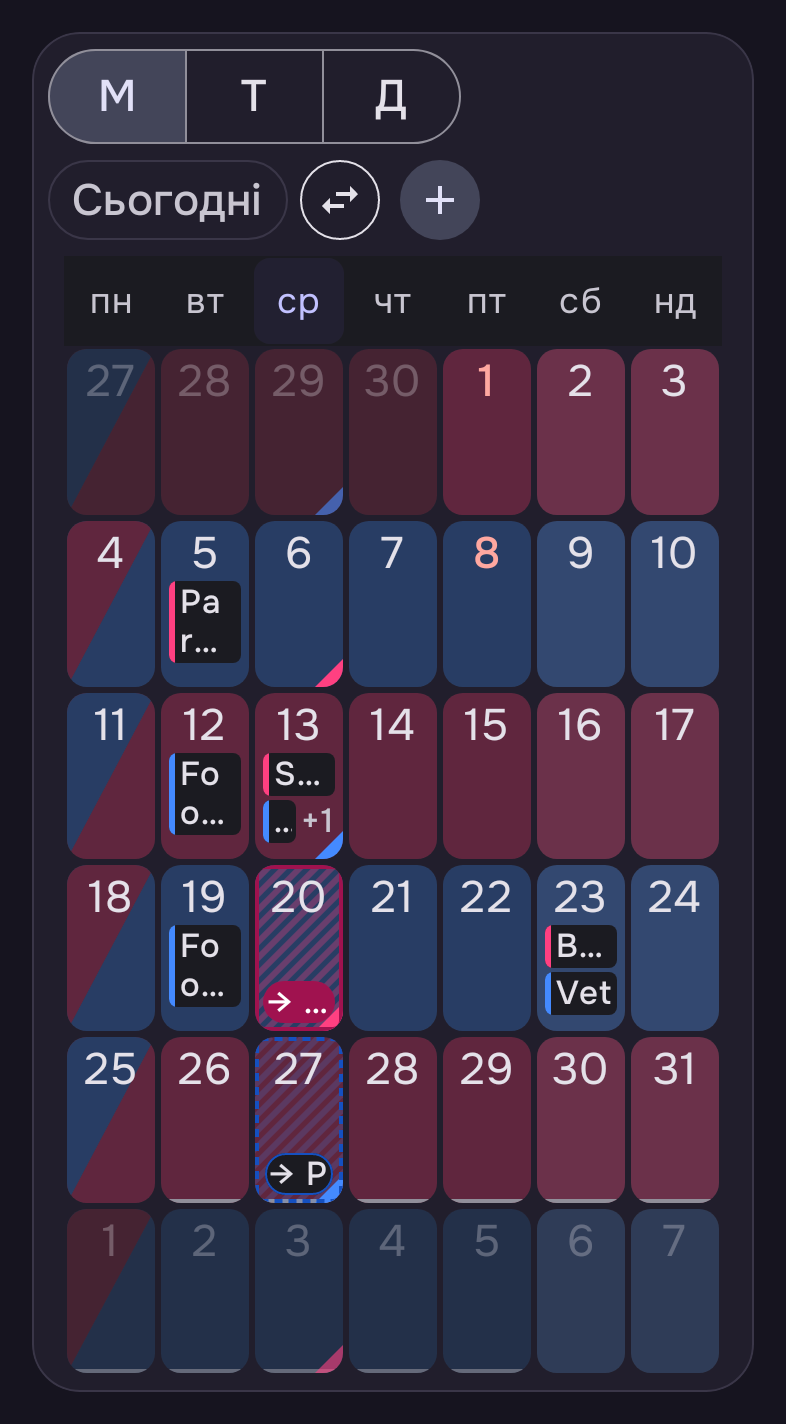 М Т Д
Сьогодні
пн вт ср чт пт сб нд
27 28 29 30 1 2 3
4 5 6 7 8 9 10
Pa
r...
11 12 13 14 15 16 17
Fo S...
o... ... +1
18 19 20 21 22 23 24
Fo B...
o... → ... Vet
25 26 27 28 29 30 31
→ P
1 2 3 4 5 6 7